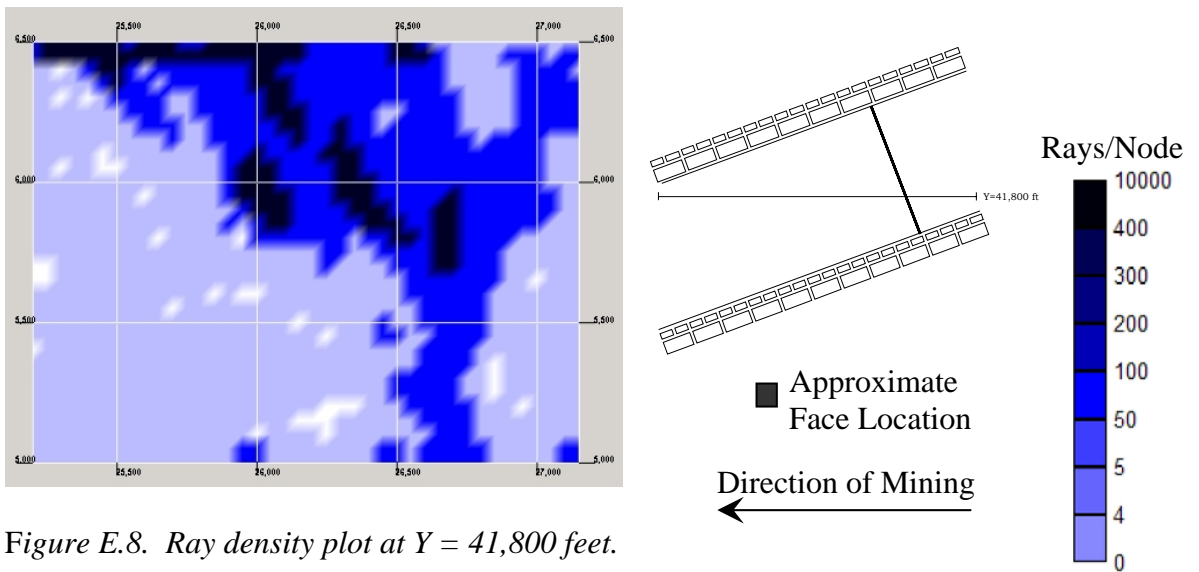 25,500 26,000 26,500 27,000
6,500 6,500
6,000 6,000
5,500 5,500
5,000 5,000
25,500 26,000 26,500 27,000
Y=41,800 ft
Approximate
Face Location
Direction of Mining
Rays/Node
10000
400
300
200
100
50
5
4
0
Figure E.8. Ray density plot at Y = 41,800 feet.